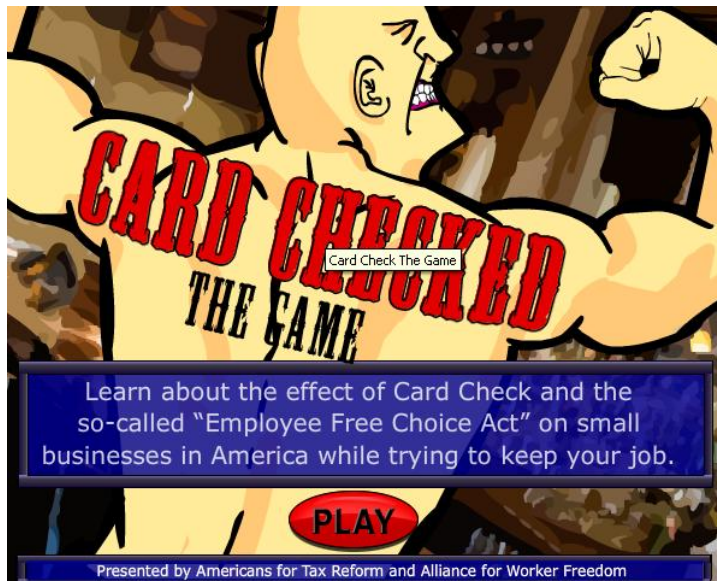 CARD CHECKED
Card Check The Game
THE GAME
Learn about the effect of Card Check and the
so-called “Employee Free Choice Act” on small
businesses in America while trying to keep your job.
PLAY
Presented by Americans for Tax Reform and Alliance for Worker Freedom